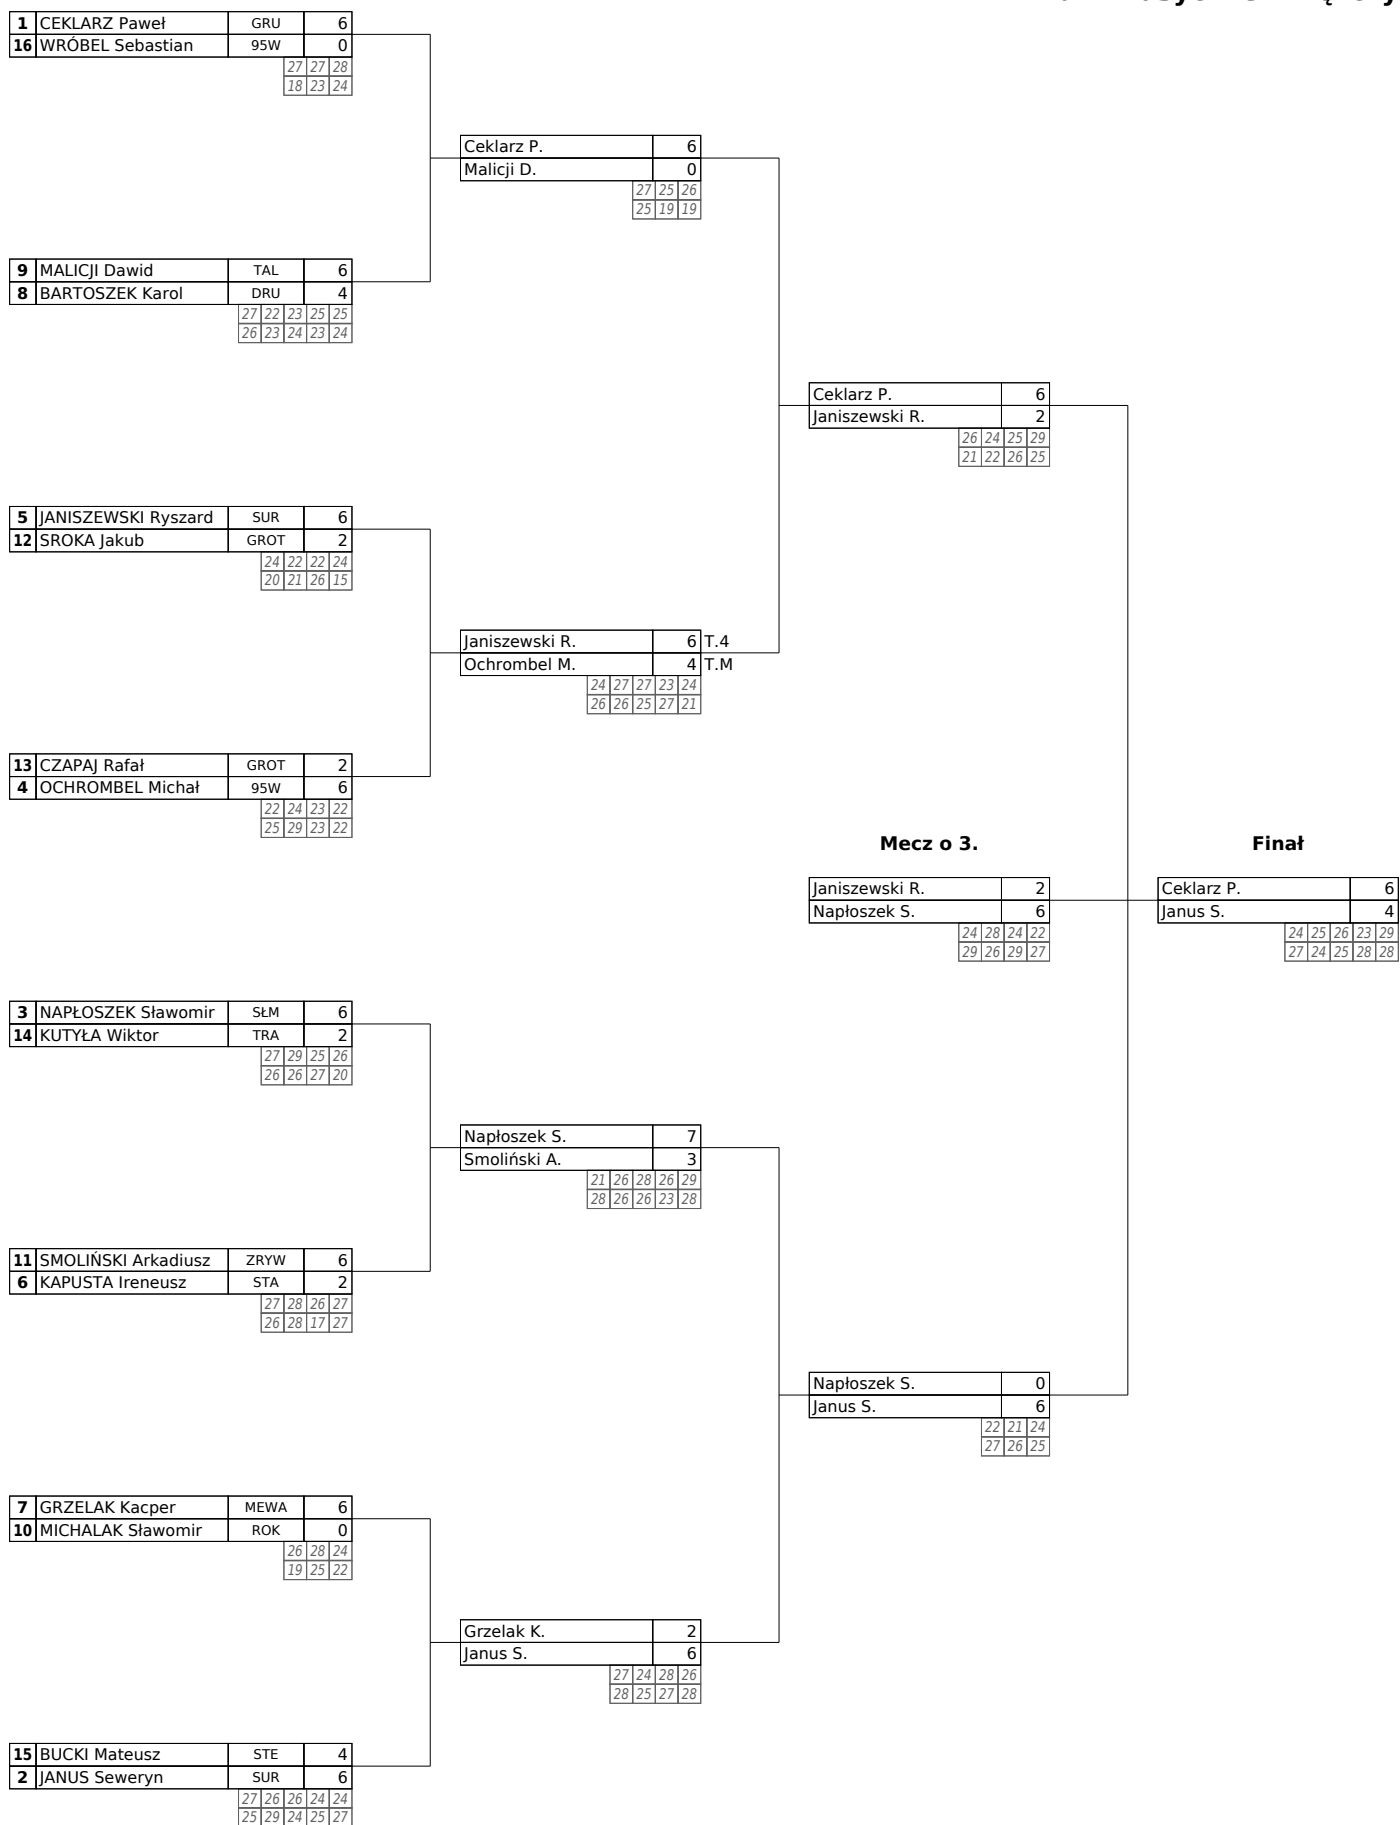 1 CEKLARZ Paweł GRU 6
16 WRÓBEL Sebastian 95W 0
27 27 28
18 23 24
Ceklarz P. 6
Malicji D. 0
27 25 26
25 19 19
9 MALICJI Dawid TAL 6
8 BARTOSZEK Karol DRU 4
27 22 23 25 25
26 23 24 23 24
Ceklarz P. 6
Janiszewski R. 2
26 24 25 29
21 22 26 25
5 JANISZEWSKI Ryszard SUR 6
12 SROKA Jakub GROT 2
24 22 22 24
20 21 26 15
Janiszewski R. 6 T.4
Ochrombel M. 4 T.M
24 27 27 23 24
26 26 25 27 21
13 CZAPAJ Rafał GROT 2
4 OCHROMBEL Michał 95W 6
22 24 23 22
25 29 23 22
Mecz o 3. Finał
Janiszewski R. 2 Ceklarz P. 6
Napłoszek S. 6 Janus S. 4
24 28 24 22 24 25 26 23 29
29 26 29 27 27 24 25 28 28
3 NAPŁOSZEK Sławomir SŁM 6
14 KUTYŁA Wiktor TRA 2
27 29 25 26
26 26 27 20
Napłoszek S. 7
Smoliński A. 3
21 26 28 26 29
28 26 26 23 28
11 SMOLIŃSKI Arkadiusz ZRYW 6
6 KAPUSTA Ireneusz STA 2
27 28 26 27
26 28 17 27
Napłoszek S. 0
Janus S. 6
22 21 24
27 26 25
7 GRZELAK Kacper MEWA 6
10 MICHALAK Sławomir ROK 0
26 28 24
19 25 22
Grzelak K. 2
Janus S. 6
27 24 28 26
28 25 27 28
15 BUCKI Mateusz STE 4
2 JANUS Seweryn SUR 6
27 26 26 24 24
25 29 24 25 27